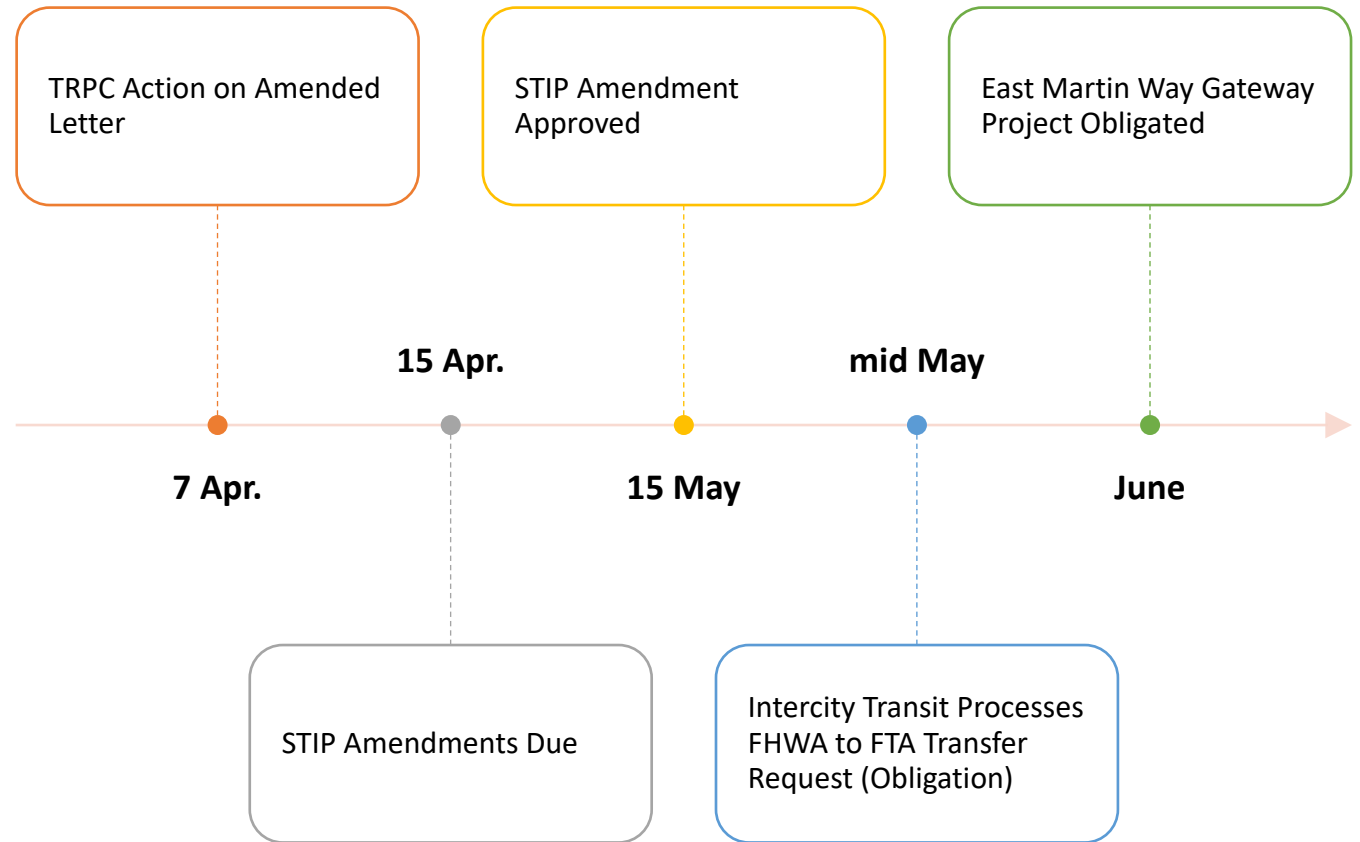 TRPC Action on Amended
Letter
STIP Amendment
Approved
East Martin Way Gateway
Project Obligated
15 Apr.
mid May
7 Apr.
15 May
June
STIP Amendments Due
Intercity Transit Processes
FHWA to FTA Transfer
Request (Obligation)